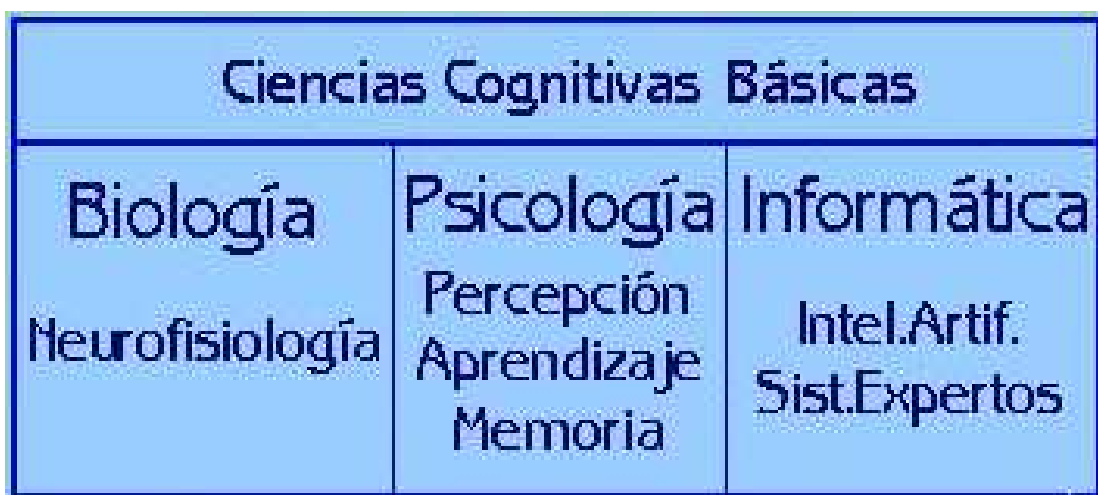 Ciencias Cognitivas Básicas
Biología
Neurofisiología
Psicología
Percepción
Aprendizaje
Memoria
Informática
Intel.Artif.
Sist.Expertos